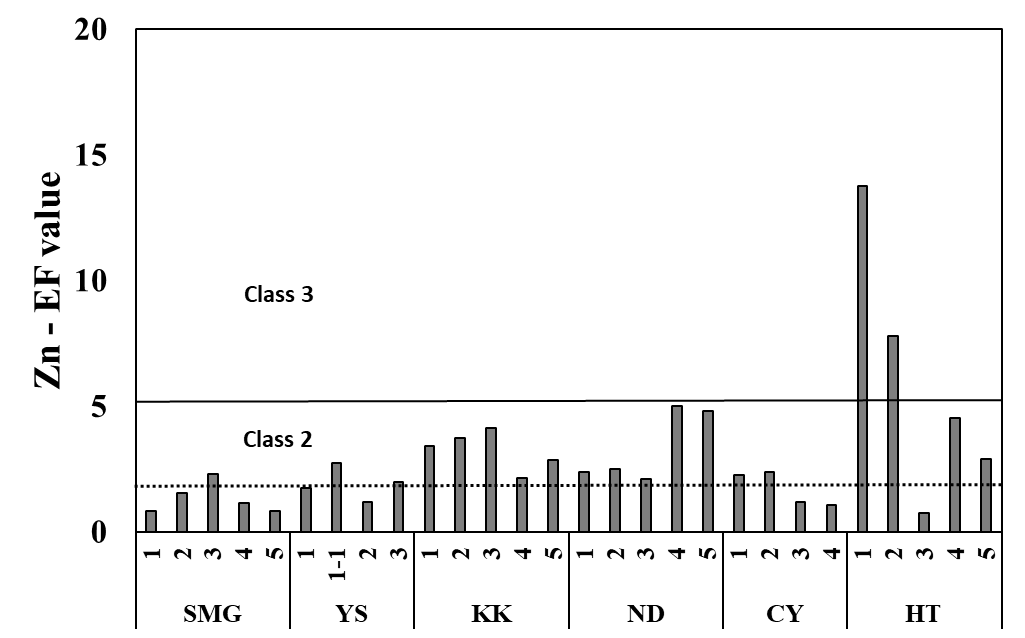 20
15
10
5
0
Zn - EF value
Class 3
Class 2
1 2 3 4 5 1 1-1 2 3 1 2 3 4 5 1 2 3 4 5 1 2 3 4 1 2 3 4 5
SMG YS KK ND CY HT